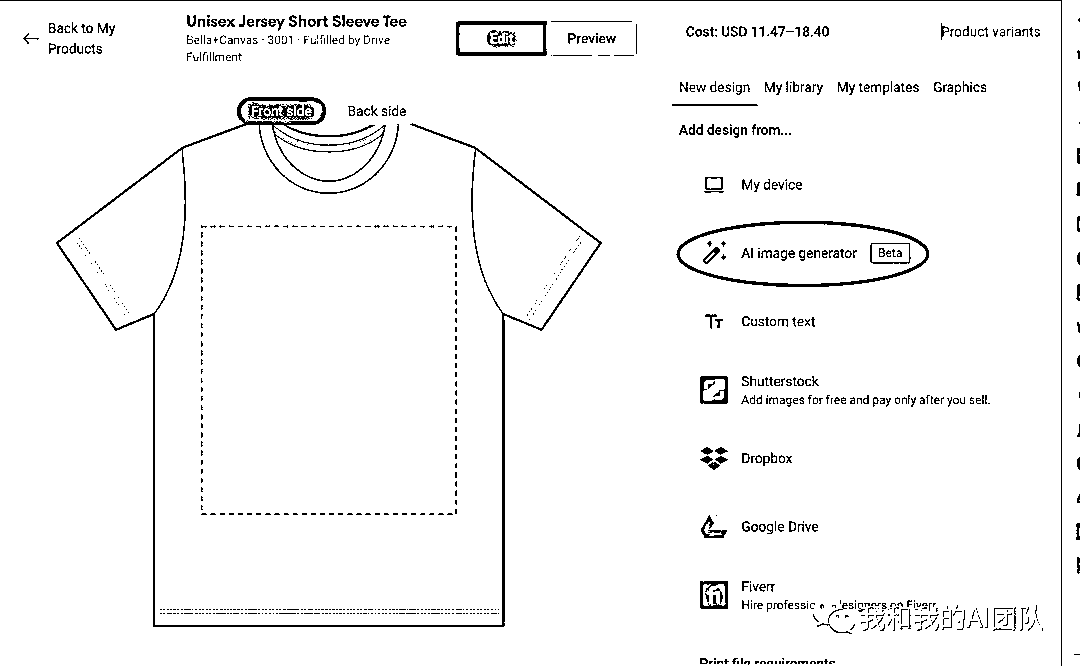 Back to My
Products
Unisex Jersey Short Sleeve Tee
Bella+Canvas · 3001 · Fulfilled by Drive
Fulfillment
Edit
Preview
Cost: USD 11.47–18.40
Product variants
Front side
Back side
New design
My library
My templates
Graphics
Add design from...
My device
AI image generator
Beta
Custom text
Shutterstock
Add images for free and pay only after you sell.
Dropbox
Google Drive
Fiverr
Hire designers on Fiverr.
我和我的AI团队
Print file requirements